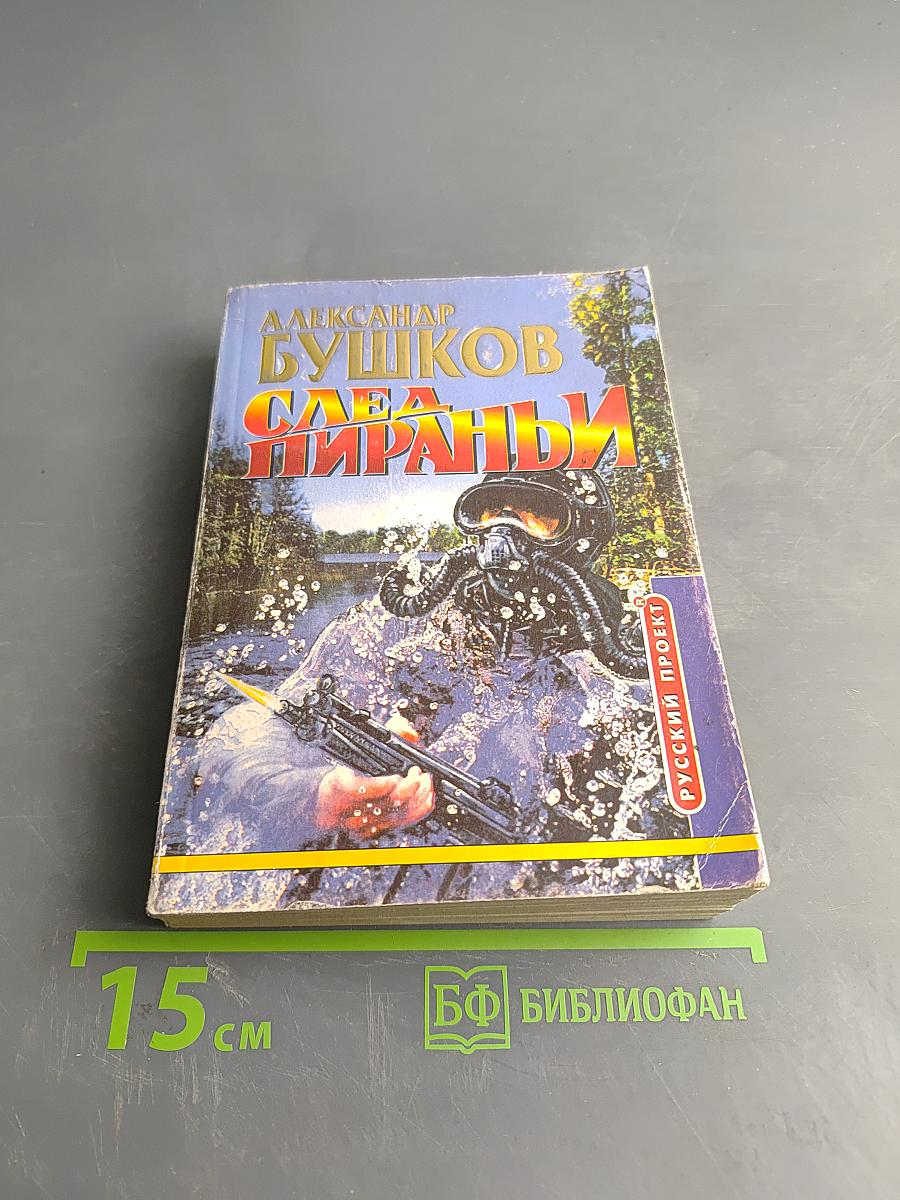 АЛЕКСАНДР
БУШКОВ
СЛЕД
ПИРАНЬИ
РУССКИЙ ПРОЕКТ
®
15 см
БФ БИБЛИОФАН